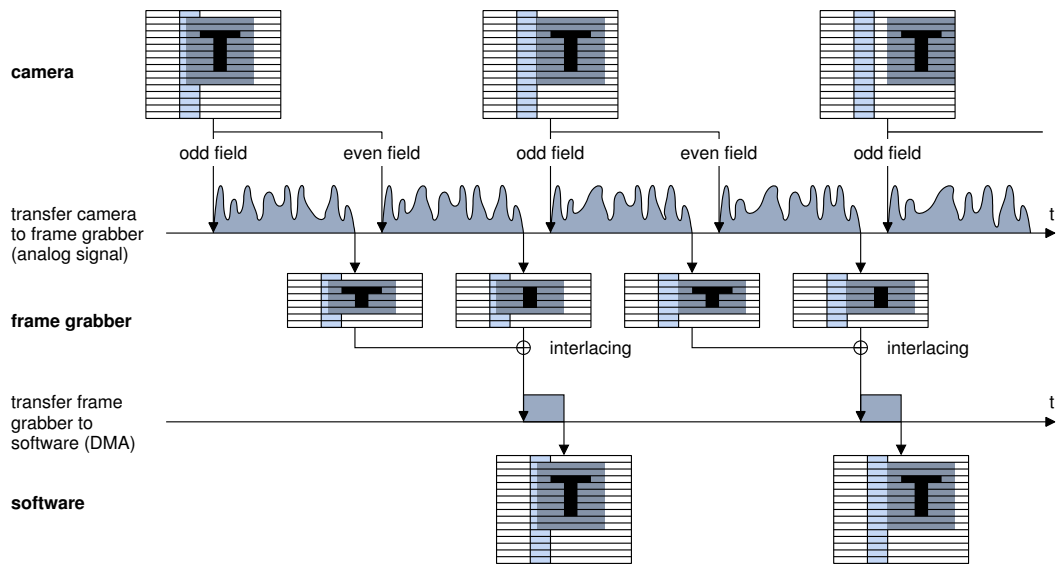 camera
odd field
even field
odd field
even field
odd field
transfer camera
to frame grabber
(analog signal)
t
frame grabber
interlacing
interlacing
transfer frame
grabber to
software (DMA)
t
software